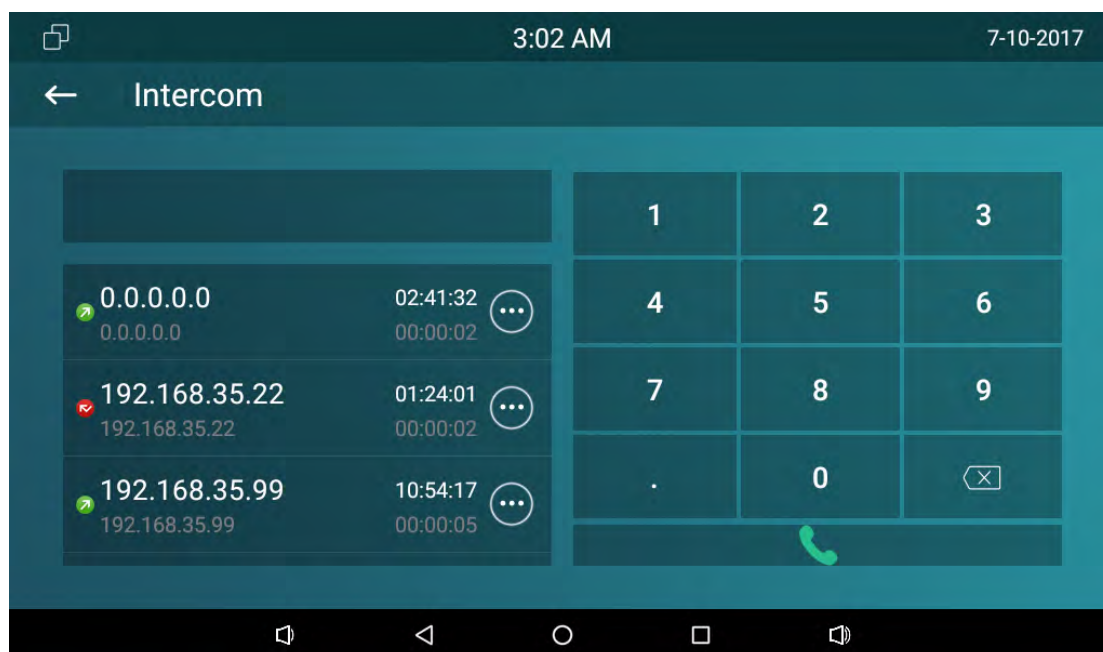 3:02 AM 7-10-2017
Intercom
0.0.0.0.0 02:41:32
0.0.0.0.0 00:00:02
192.168.35.22 01:24:01
192.168.35.22 00:00:02
192.168.35.99 10:54:17
192.168.35.99 00:00:05
1 2 3
4 5 6
7 8 9
. 0